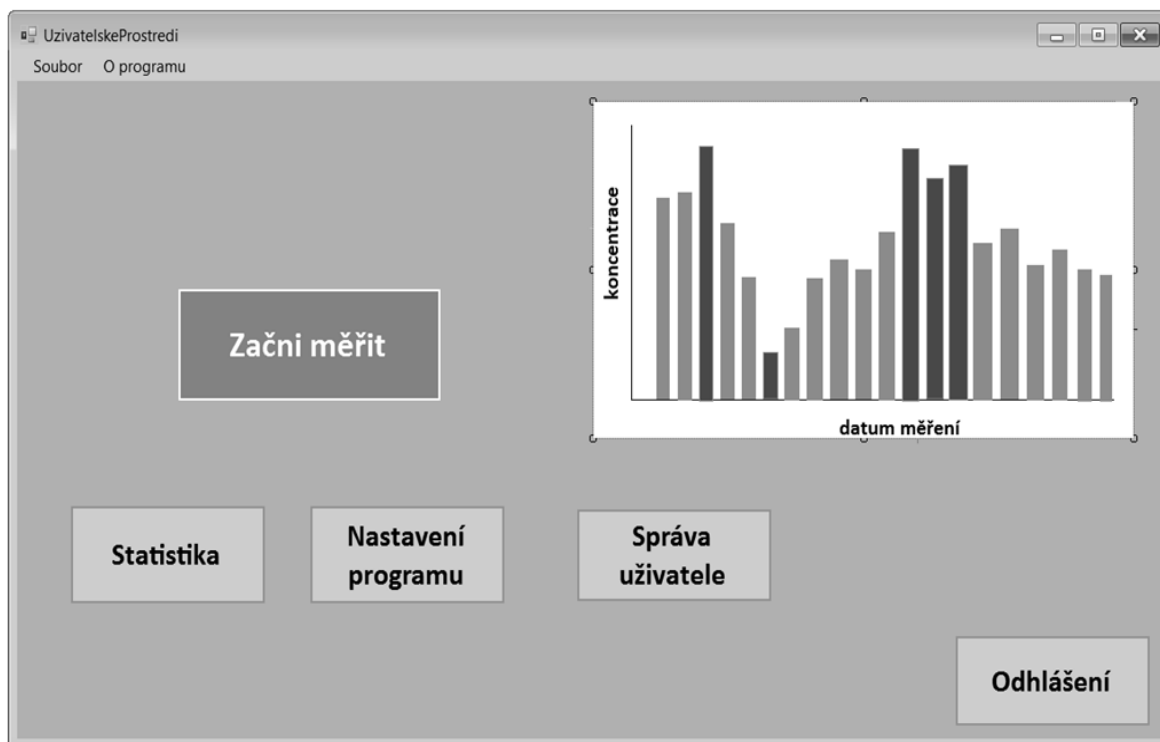 UzivatelskeProstredi
Soubor O programu
koncentrace
datum měření
Začni měřit
Statistika
Nastavení
programu
Správa
uživatele
Odhlášení